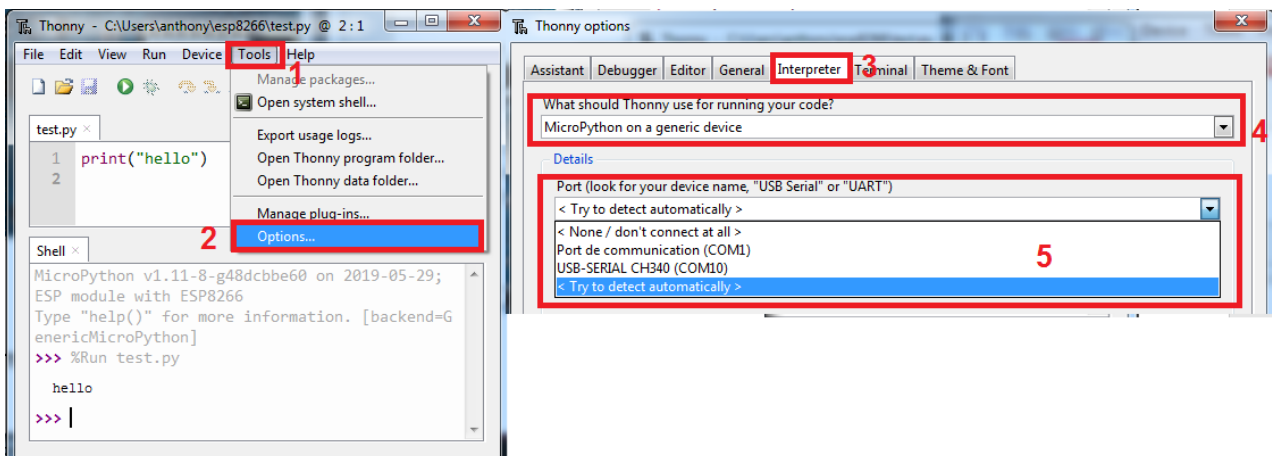 Thonny - C:\Users\anthony\esp8266\test.py @ 2 : 1
File Edit View Run Device Tools Help
1
Manage packages...
Open system shell...
Export usage logs...
Open Thonny program folder...
Open Thonny data folder...
Manage plug-ins...
2 Options...
test.py ×
1 print("hello")
2
Shell ×
MicroPython v1.11-8-g48dcbbe60 on 2019-05-29;
ESP module with ESP8266
Type "help()" for more information. [backend=G
enericMicroPython]
>>> %Run test.py
hello
>>>
Thonny options
Assistant Debugger Editor General Interpreter Terminal Theme & Font
3
What should Thonny use for running your code?
MicroPython on a generic device
4
Details
Port (look for your device name, "USB Serial" or "UART")
< Try to detect automatically >
< None / don't connect at all >
Port de communication (COM1)
USB-SERIAL CH340 (COM10)
< Try to detect automatically >
5